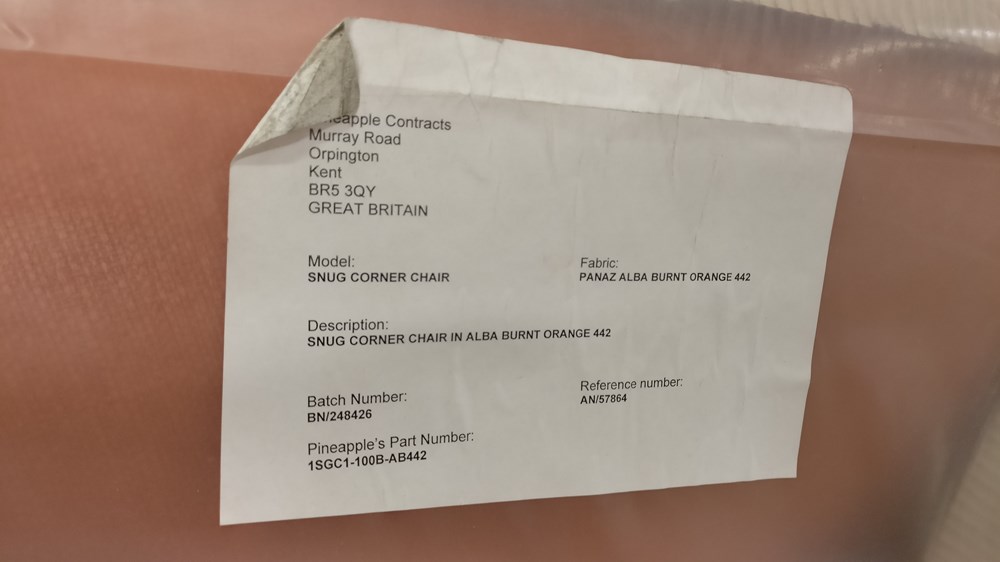 Pineapple Contracts
Murray Road
Orpington
Kent
BR5 3QY
GREAT BRITAIN
Model:
SNUG CORNER CHAIR
Fabric:
PANAZ ALBA BURNT ORANGE 442
Description:
SNUG CORNER CHAIR IN ALBA BURNT ORANGE 442
Batch Number:
BN/248426
Reference number:
AN/57864
Pineapple's Part Number:
1SGC1-100B-AB442